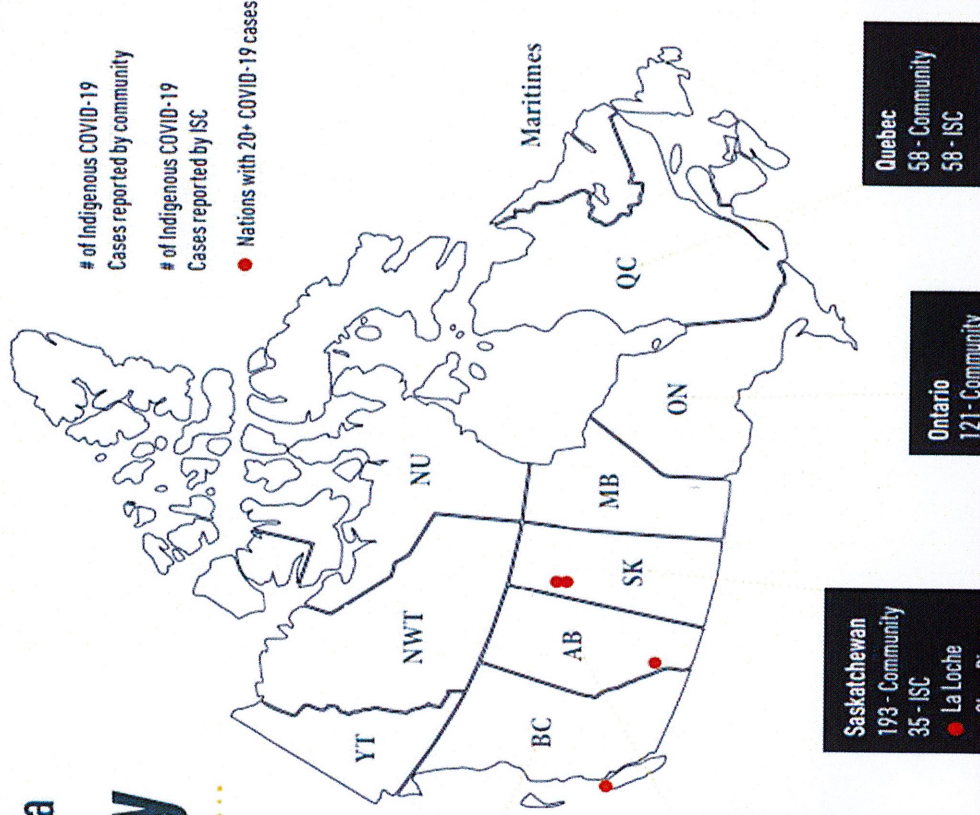 a
y
# of Indigenous COVID-19
Cases reported by community
# of Indigenous COVID-19
Cases reported by ISC
Nations with 20+ COVID-19 cases
Maritimes
YT
NWT
NU
BC
AB
SK
MB
ON
QC
Saskatchewan
193 - Community
35 - ISC
La Loche
Ontario
121 - Community
Quebec
58 - Community
58 - ISC